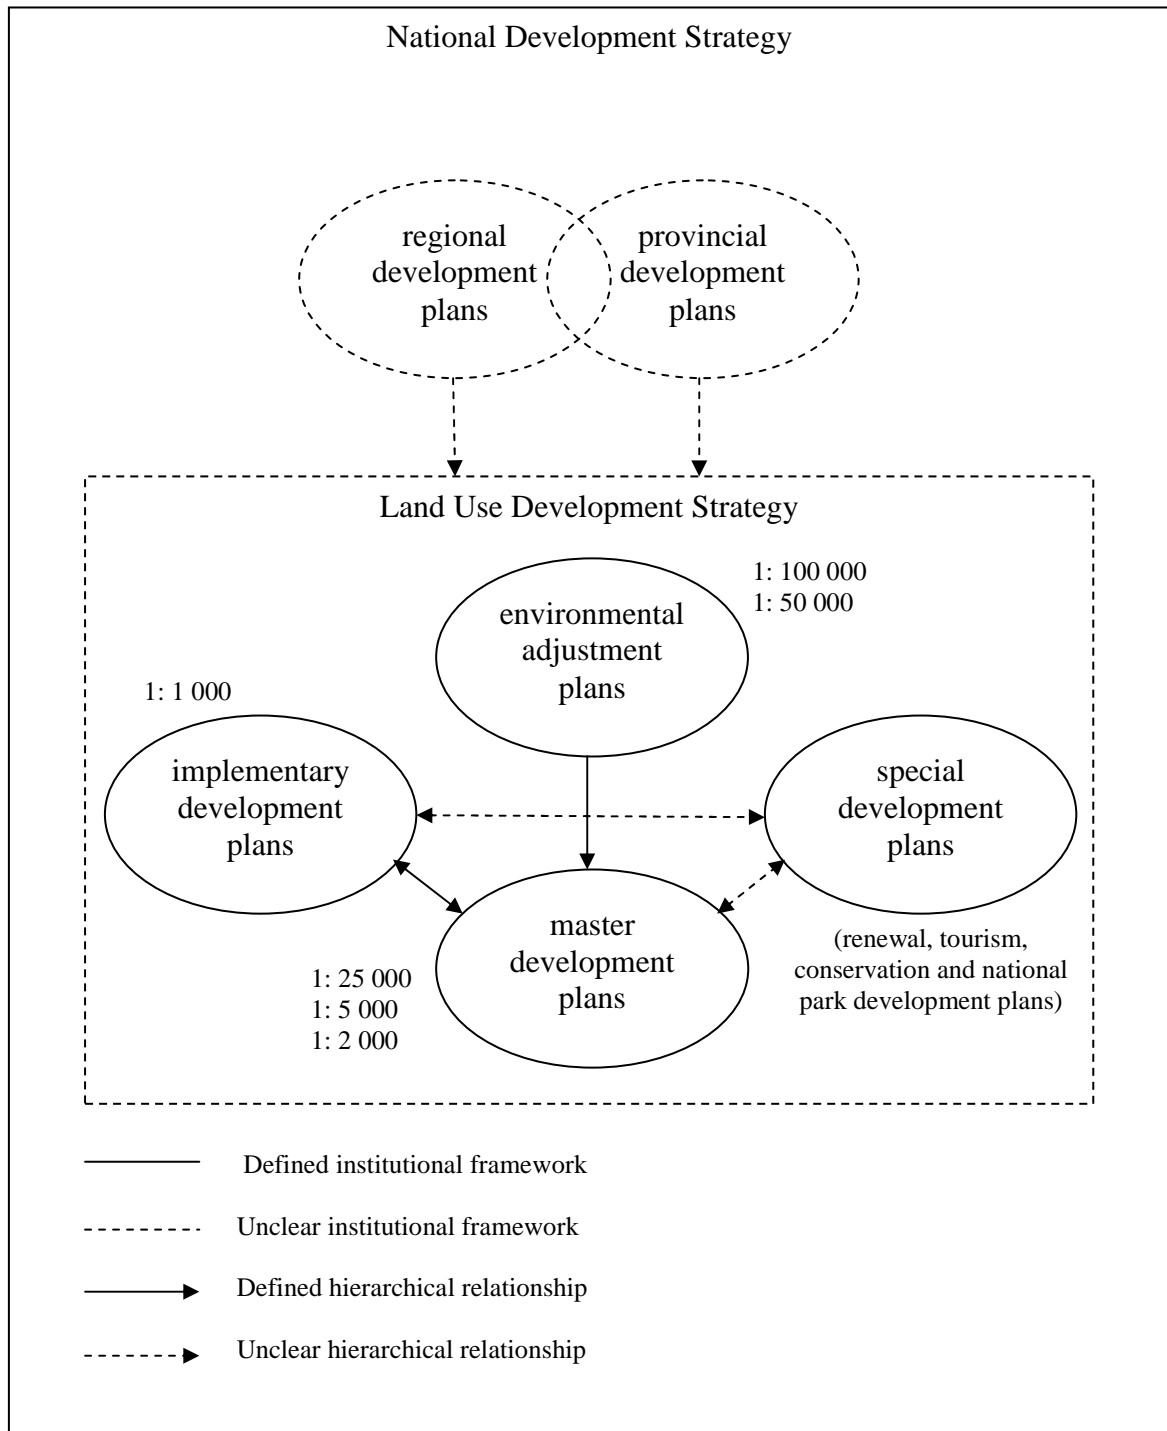 National Development Strategy
regional
development
plans
provincial
development
plans
Land Use Development Strategy
environmental
adjustment
plans
1: 100 000
1: 50 000
1: 1 000
implementary
development
plans
special
development
plans
master
development
plans
(renewal, tourism,
conservation and national
park development plans)
1: 25 000
1: 5 000
1: 2 000
Defined institutional framework
Unclear institutional framework
Defined hierarchical relationship
Unclear hierarchical relationship